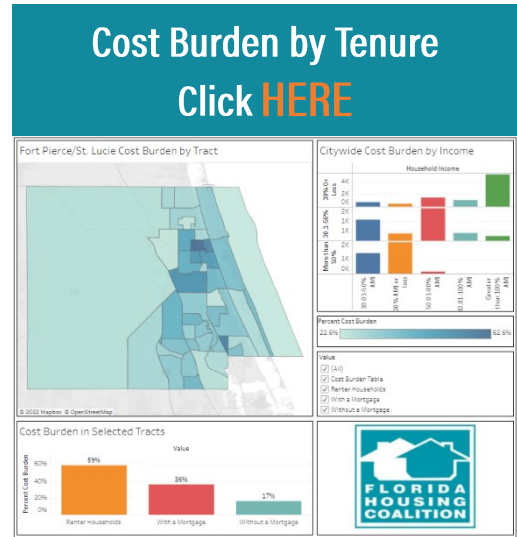 Cost Burden by Tenure
Click HERE
Fort Pierce/St. Lucie Cost Burden by Tract
© 2022 Mapbox © OpenStreetMap
Citywide Cost Burden by Income
Household Income
30% Or Less
4K
2K
0K
30.1-50%
2K
1K
More than 50%
2K
1K
0K
30.01-50% AMI
30% AMI or less
50.01-80% AMI
80.01-100% AMI
Greater than 100% AMI
Percent Cost Burden
22.6%
62.6%
Value
(All)
Cost Burden Table
Renter Households
With a Mortgage
Without a Mortgage
Cost Burden in Selected Tracts
Value
Percent Cost Burden
60%
40%
20%
0%
59%
36%
17%
Renter Households
With a Mortgage
Without a Mortgage
FLORIDA
HOUSING
COALITION